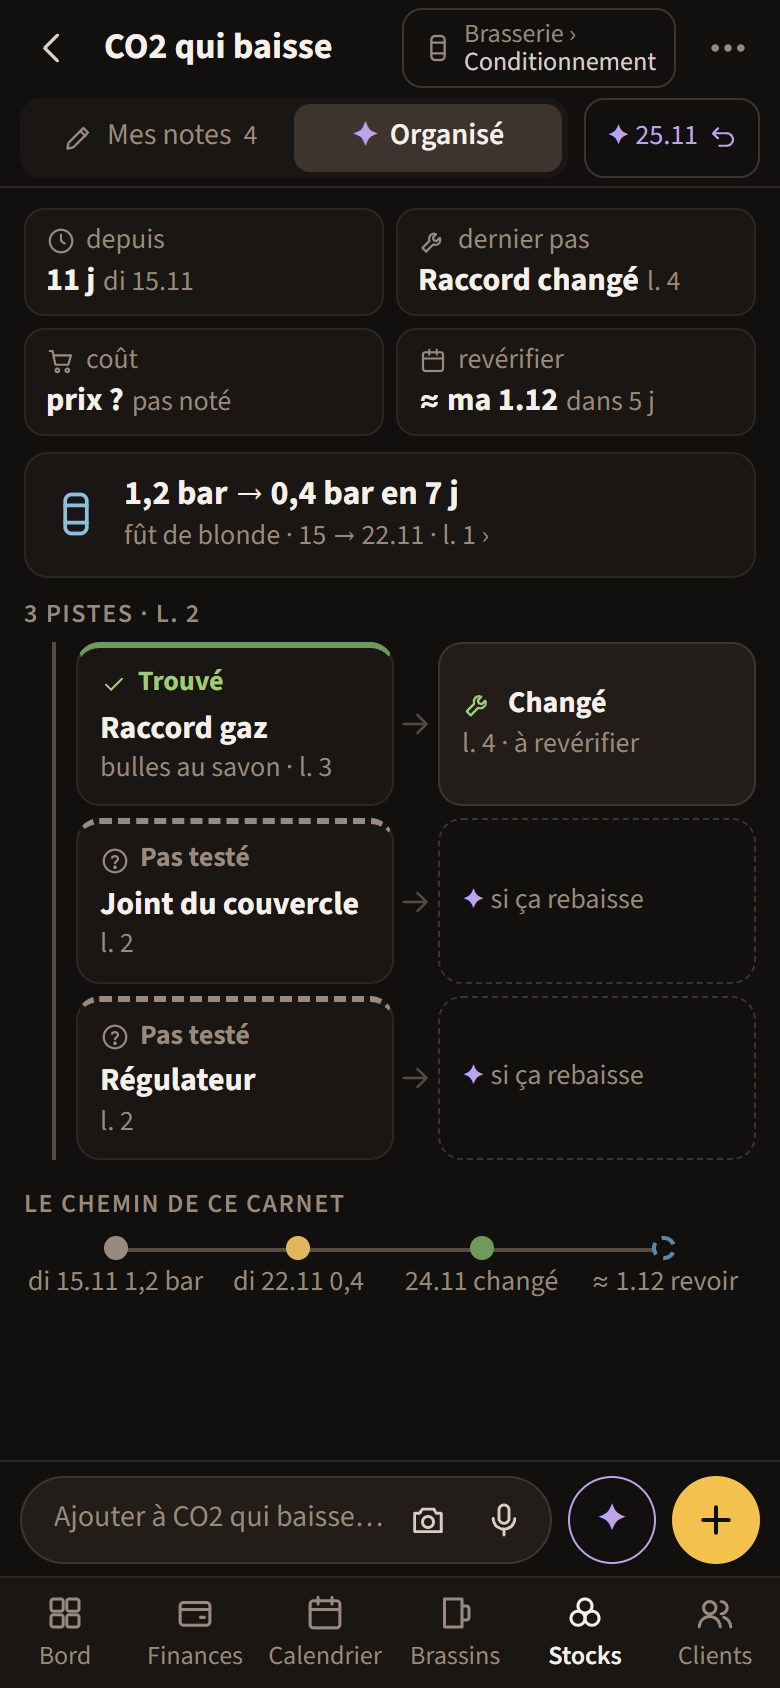 CO2 qui baisse
Brasserie ›
Conditionnement
Mes notes 4
Organisé
25.11
depuis
11 j di 15.11
dernier pas
Raccord changé l. 4
coût
prix ? pas noté
revérifier
≈ ma 1.12 dans 5 j
1,2 bar → 0,4 bar en 7 j
fût de blonde · 15 → 22.11 · l. 1 ›
3 PISTES · L. 2
Trouvé
Raccord gaz
bulles au savon · l. 3
→
Changé
l. 4 · à revérifier
Pas testé
Joint du couvercle
l. 2
→
si ça rebaisse
Pas testé
Régulateur
l. 2
→
si ça rebaisse
LE CHEMIN DE CE CARNET
di 15.11 1,2 bar
di 22.11 0,4
24.11 changé
≈ 1.12 revoir
Ajouter à CO2 qui baisse...
Bord
Finances
Calendrier
Brassins
Stocks
Clients